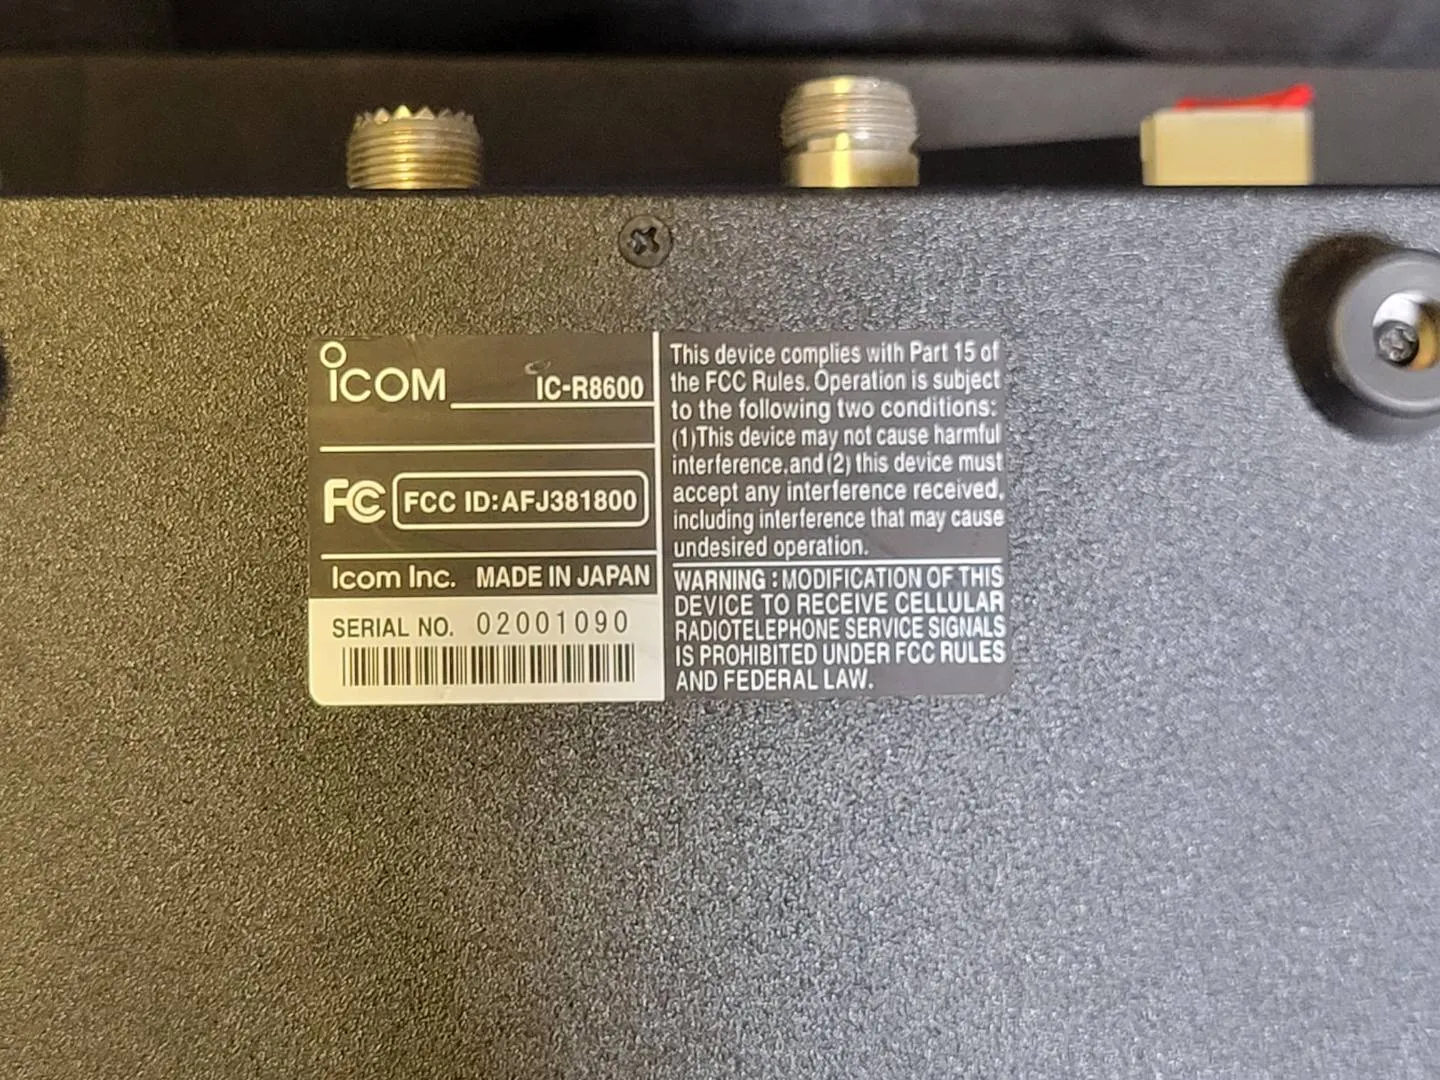 ICOM IC-R8600
FC FCC ID:AFJ381800
Icom Inc. MADE IN JAPAN
SERIAL NO. 02001090
This device complies with Part 15 of
the FCC Rules. Operation is subject
to the following two conditions:
(1)This device may not cause harmful
interference,and (2) this device must
accept any interference received,
including interference that may cause
undesired operation.
WARNING : MODIFICATION OF THIS
DEVICE TO RECEIVE CELLULAR
RADIOTELEPHONE SERVICE SIGNALS
IS PROHIBITED UNDER FCC RULES
AND FEDERAL LAW.